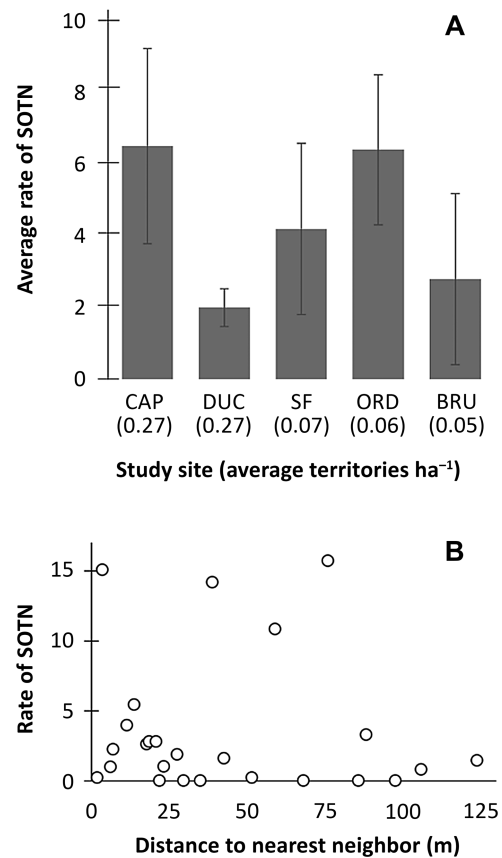 A
10
8
6
4
2
0
Average rate of SOTN
CAP DUC SF ORD BRU
(0.27) (0.27) (0.07) (0.06) (0.05)
Study site (average territories ha⁻¹)
B
15
10
5
0
Rate of SOTN
0 25 50 75 100 125
Distance to nearest neighbor (m)